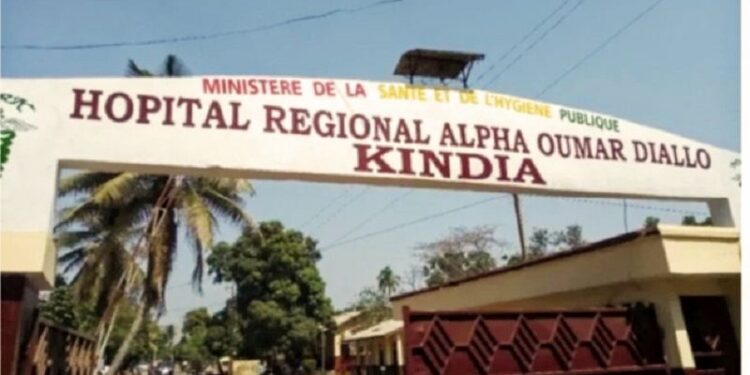 MINISTERE DE LA SANTE ET DE L'HYGIENE PUBLIQUE
HOPITAL REGIONAL ALPHA OUMAR DIALLO
KINDIA